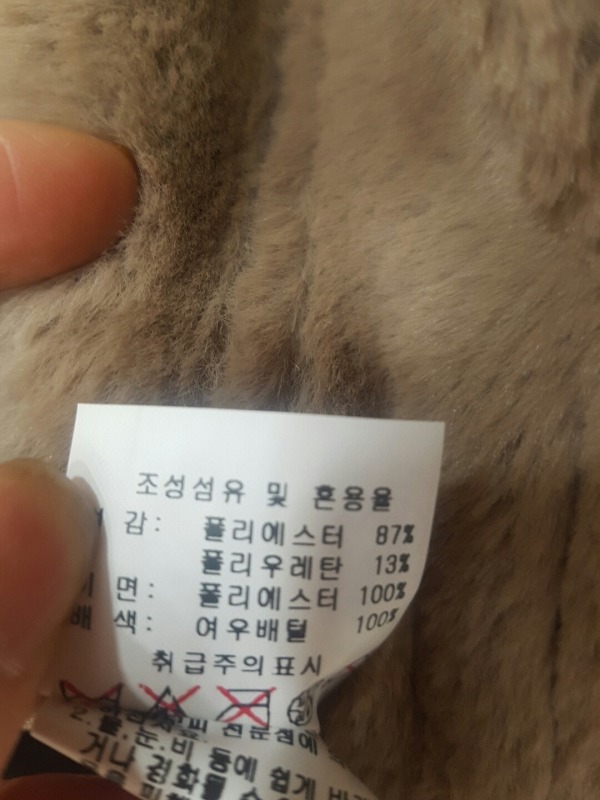 조성섬유 및 혼용율
감: 폴리에스터 87%
폴리우레탄 13%
면: 폴리에스터 100%
배 색: 여우배털 100%
취급주의표시
2. 물.눈.비 등에 쉽게
거나 경화될 수